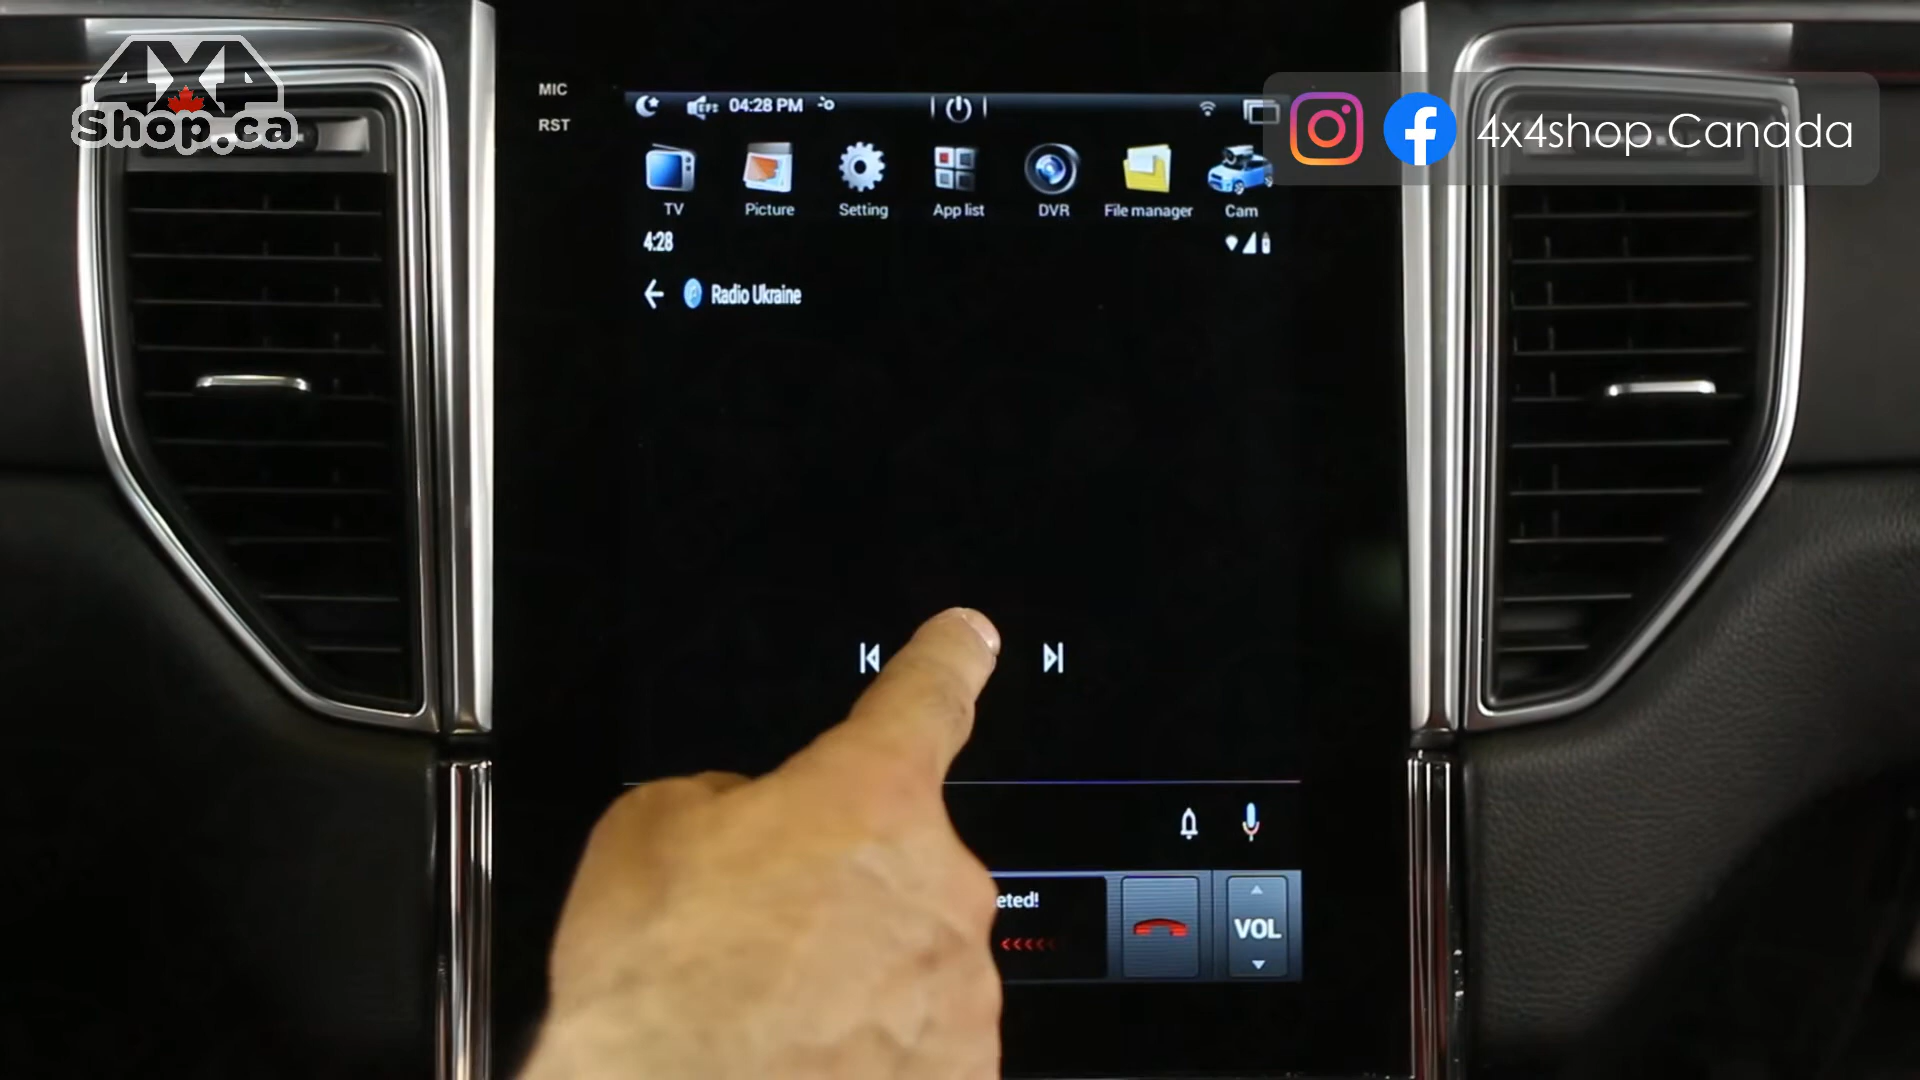 4X4
Shop.ca
MIC
RST
EFS 04:28 PM
4x4shop Canada
TV Picture Setting App list DVR File manager Cam
4:28
Radio Ukraine
eted!
VOL